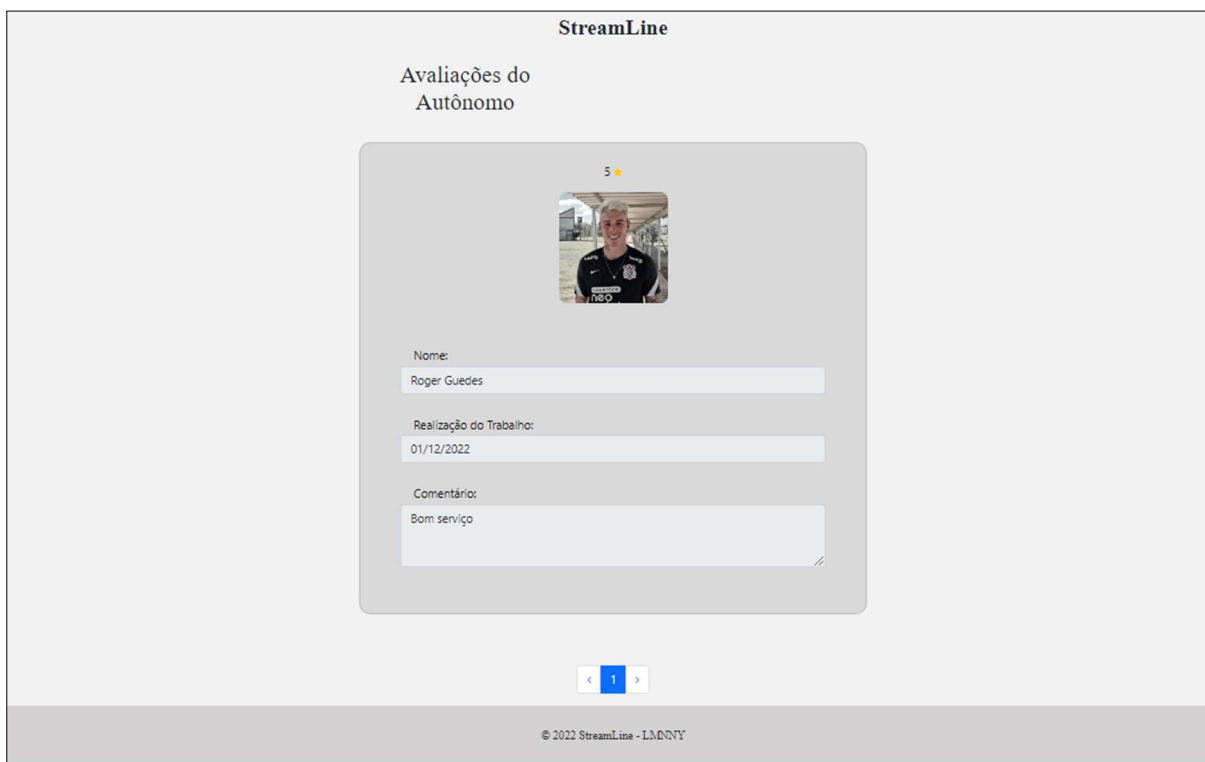 StreamLine
Avaliações do
Autônomo
5
neo
Nome:
Roger Guedes
Realização do Trabalho:
01/12/2022
Comentário:
Bom serviço
< 1 >
© 2022 StreamLine - LMNNY